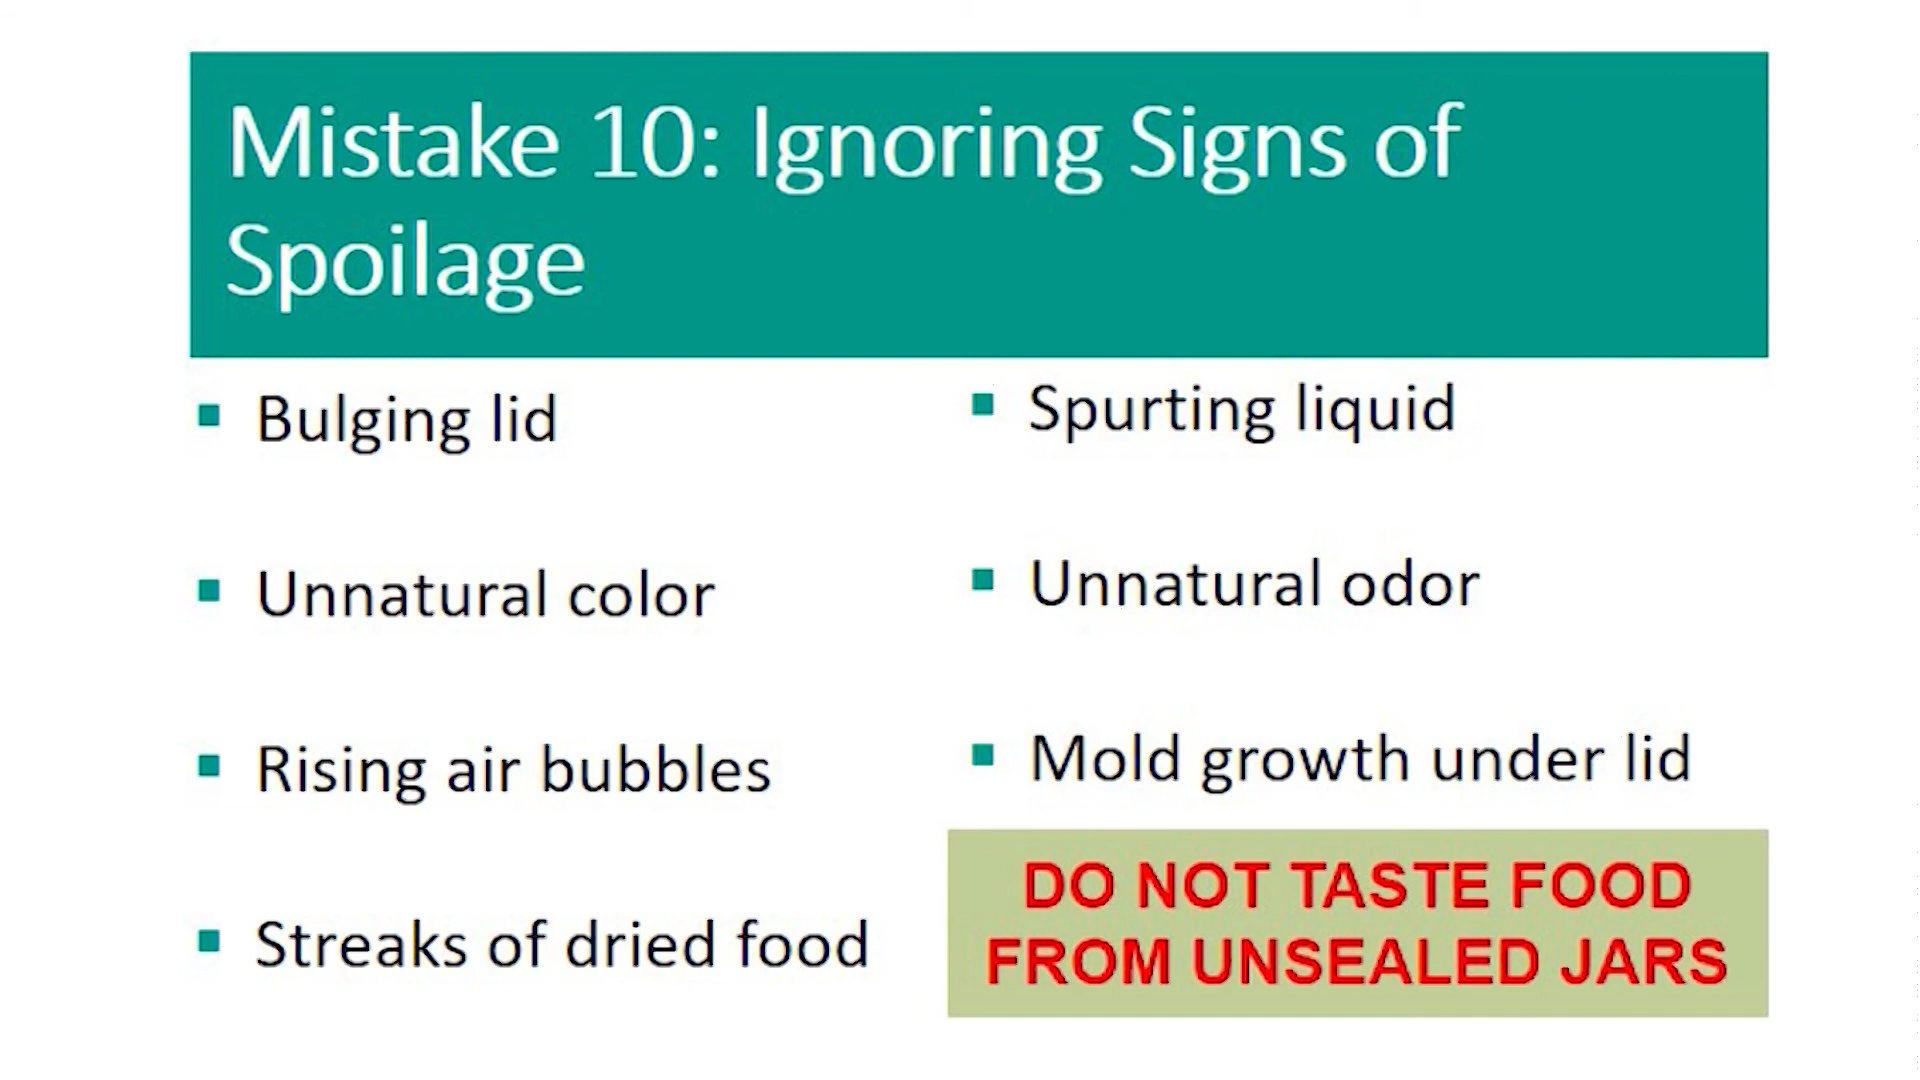 Mistake 10: Ignoring Signs of
Spoilage
▪ Bulging lid
▪ Unnatural color
▪ Rising air bubbles
▪ Streaks of dried food
▪ Spurting liquid
▪ Unnatural odor
▪ Mold growth under lid
DO NOT TASTE FOOD
FROM UNSEALED JARS